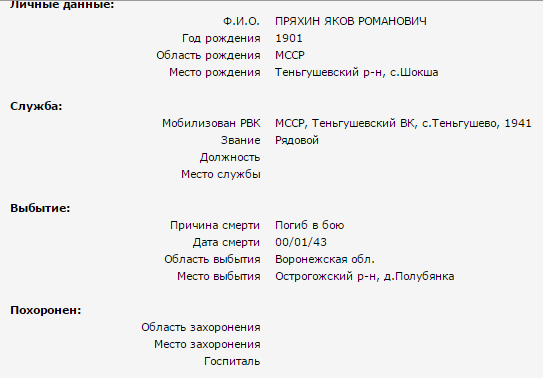 Личные данные:
Ф.И.О. ПРЯХИН ЯКОВ РОМАНОВИЧ
Год рождения 1901
Область рождения МССР
Место рождения Теньгушевский р-н, с.Шокша
Служба:
Мобилизован РВК МССР, Теньгушевский ВК, с.Теньгушево, 1941
Звание Рядовой
Должность
Место службы
Выбытие:
Причина смерти Погиб в бою
Дата смерти 00/01/43
Область выбытия Воронежская обл.
Место выбытия Острогожский р-н, д.Полубянка
Похоронен:
Область захоронения
Место захоронения
Госпиталь